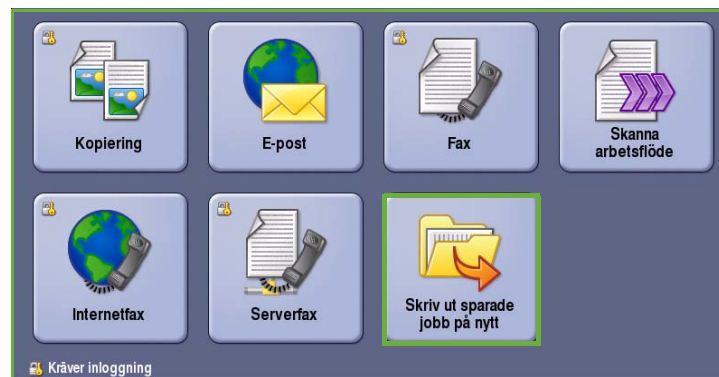 Kopiering
E-post
Fax
Skanna
arbetsflöde
Internetfax
Serverfax
Skriv ut sparade
jobb på nytt
Kräver inloggning